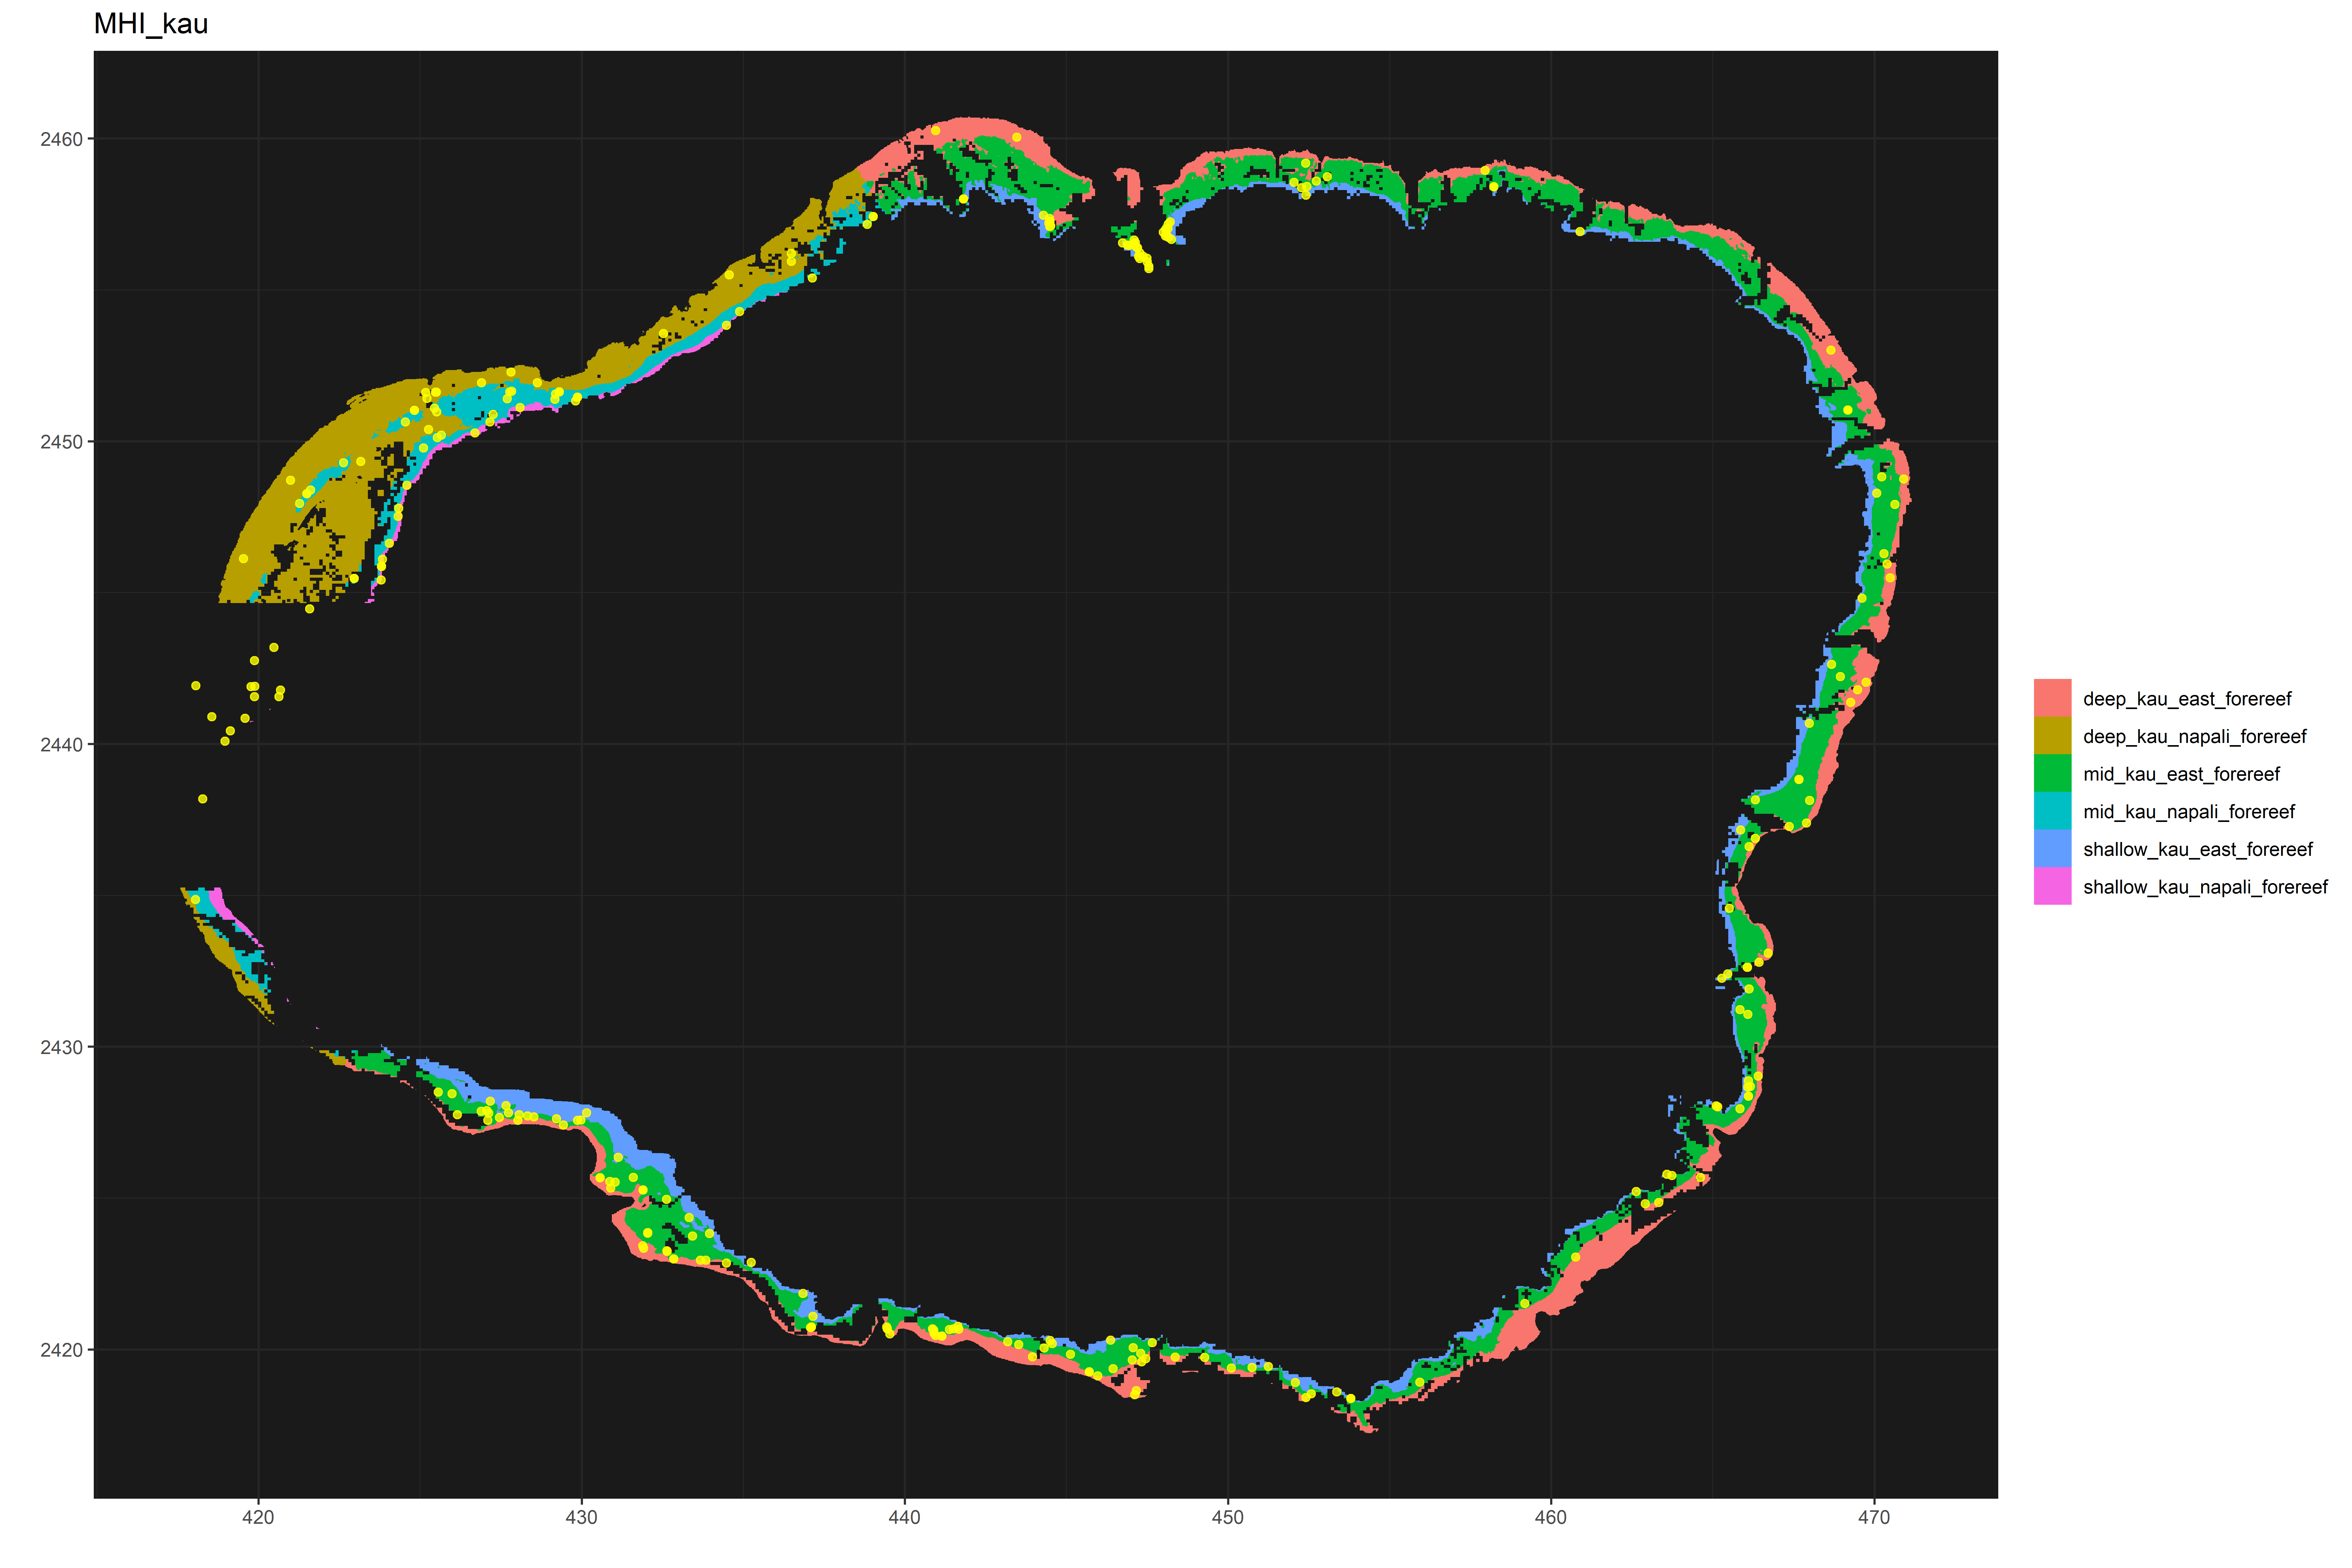 MHI_kau
2460
2450
2440
2430
2420
420
430
440
450
460
470
deep_kau_east_forereef
deep_kau_napali_forereef
mid_kau_east_forereef
mid_kau_napali_forereef
shallow_kau_east_forereef
shallow_kau_napali_forereef